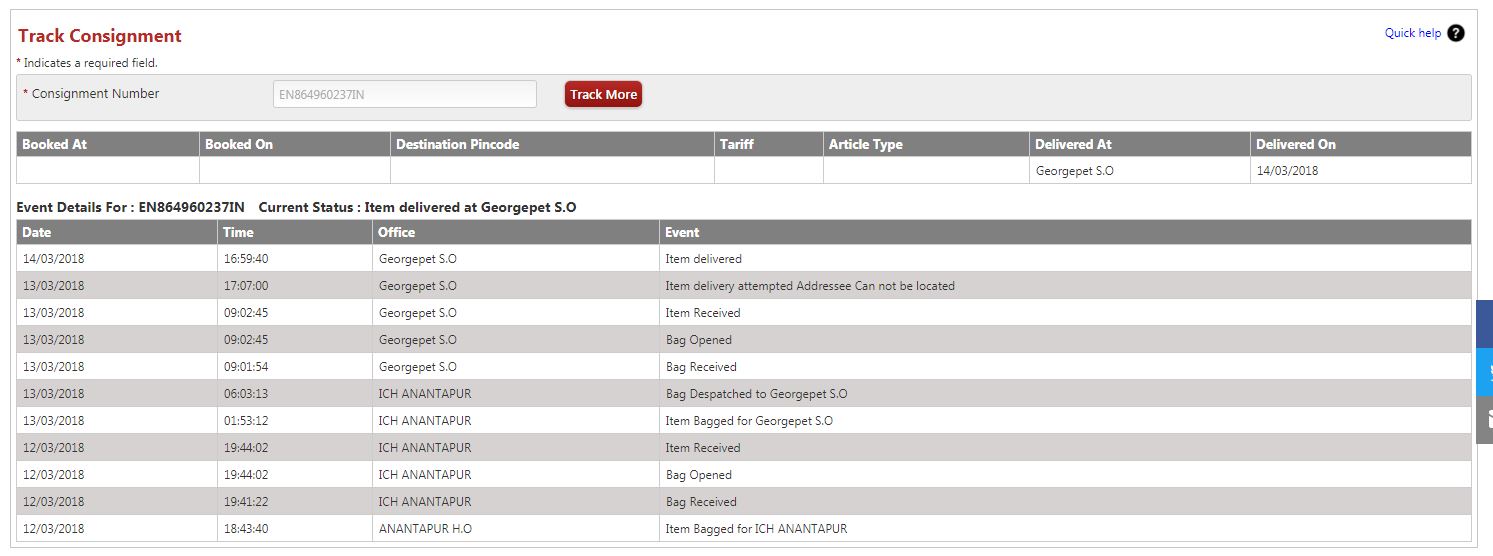 Track Consignment
Quick help ?
* Indicates a required field.
* Consignment Number EN864960237IN Track More
Booked At Booked On Destination Pincode Tariff Article Type Delivered At Delivered On
Georgepet S.O 14/03/2018
Event Details For : EN864960237IN Current Status : Item delivered at Georgepet S.O
Date Time Office Event
14/03/2018 16:59:40 Georgepet S.O Item delivered
13/03/2018 17:07:00 Georgepet S.O Item delivery attempted Addressee Can not be located
13/03/2018 09:02:45 Georgepet S.O Item Received
13/03/2018 09:02:45 Georgepet S.O Bag Opened
13/03/2018 09:01:54 Georgepet S.O Bag Received
13/03/2018 06:03:13 ICH ANANTAPUR Bag Despatched to Georgepet S.O
13/03/2018 01:53:12 ICH ANANTAPUR Item Bagged for Georgepet S.O
12/03/2018 19:44:02 ICH ANANTAPUR Item Received
12/03/2018 19:44:02 ICH ANANTAPUR Bag Opened
12/03/2018 19:41:22 ICH ANANTAPUR Bag Received
12/03/2018 18:43:40 ANANTAPUR H.O Item Bagged for ICH ANANTAPUR